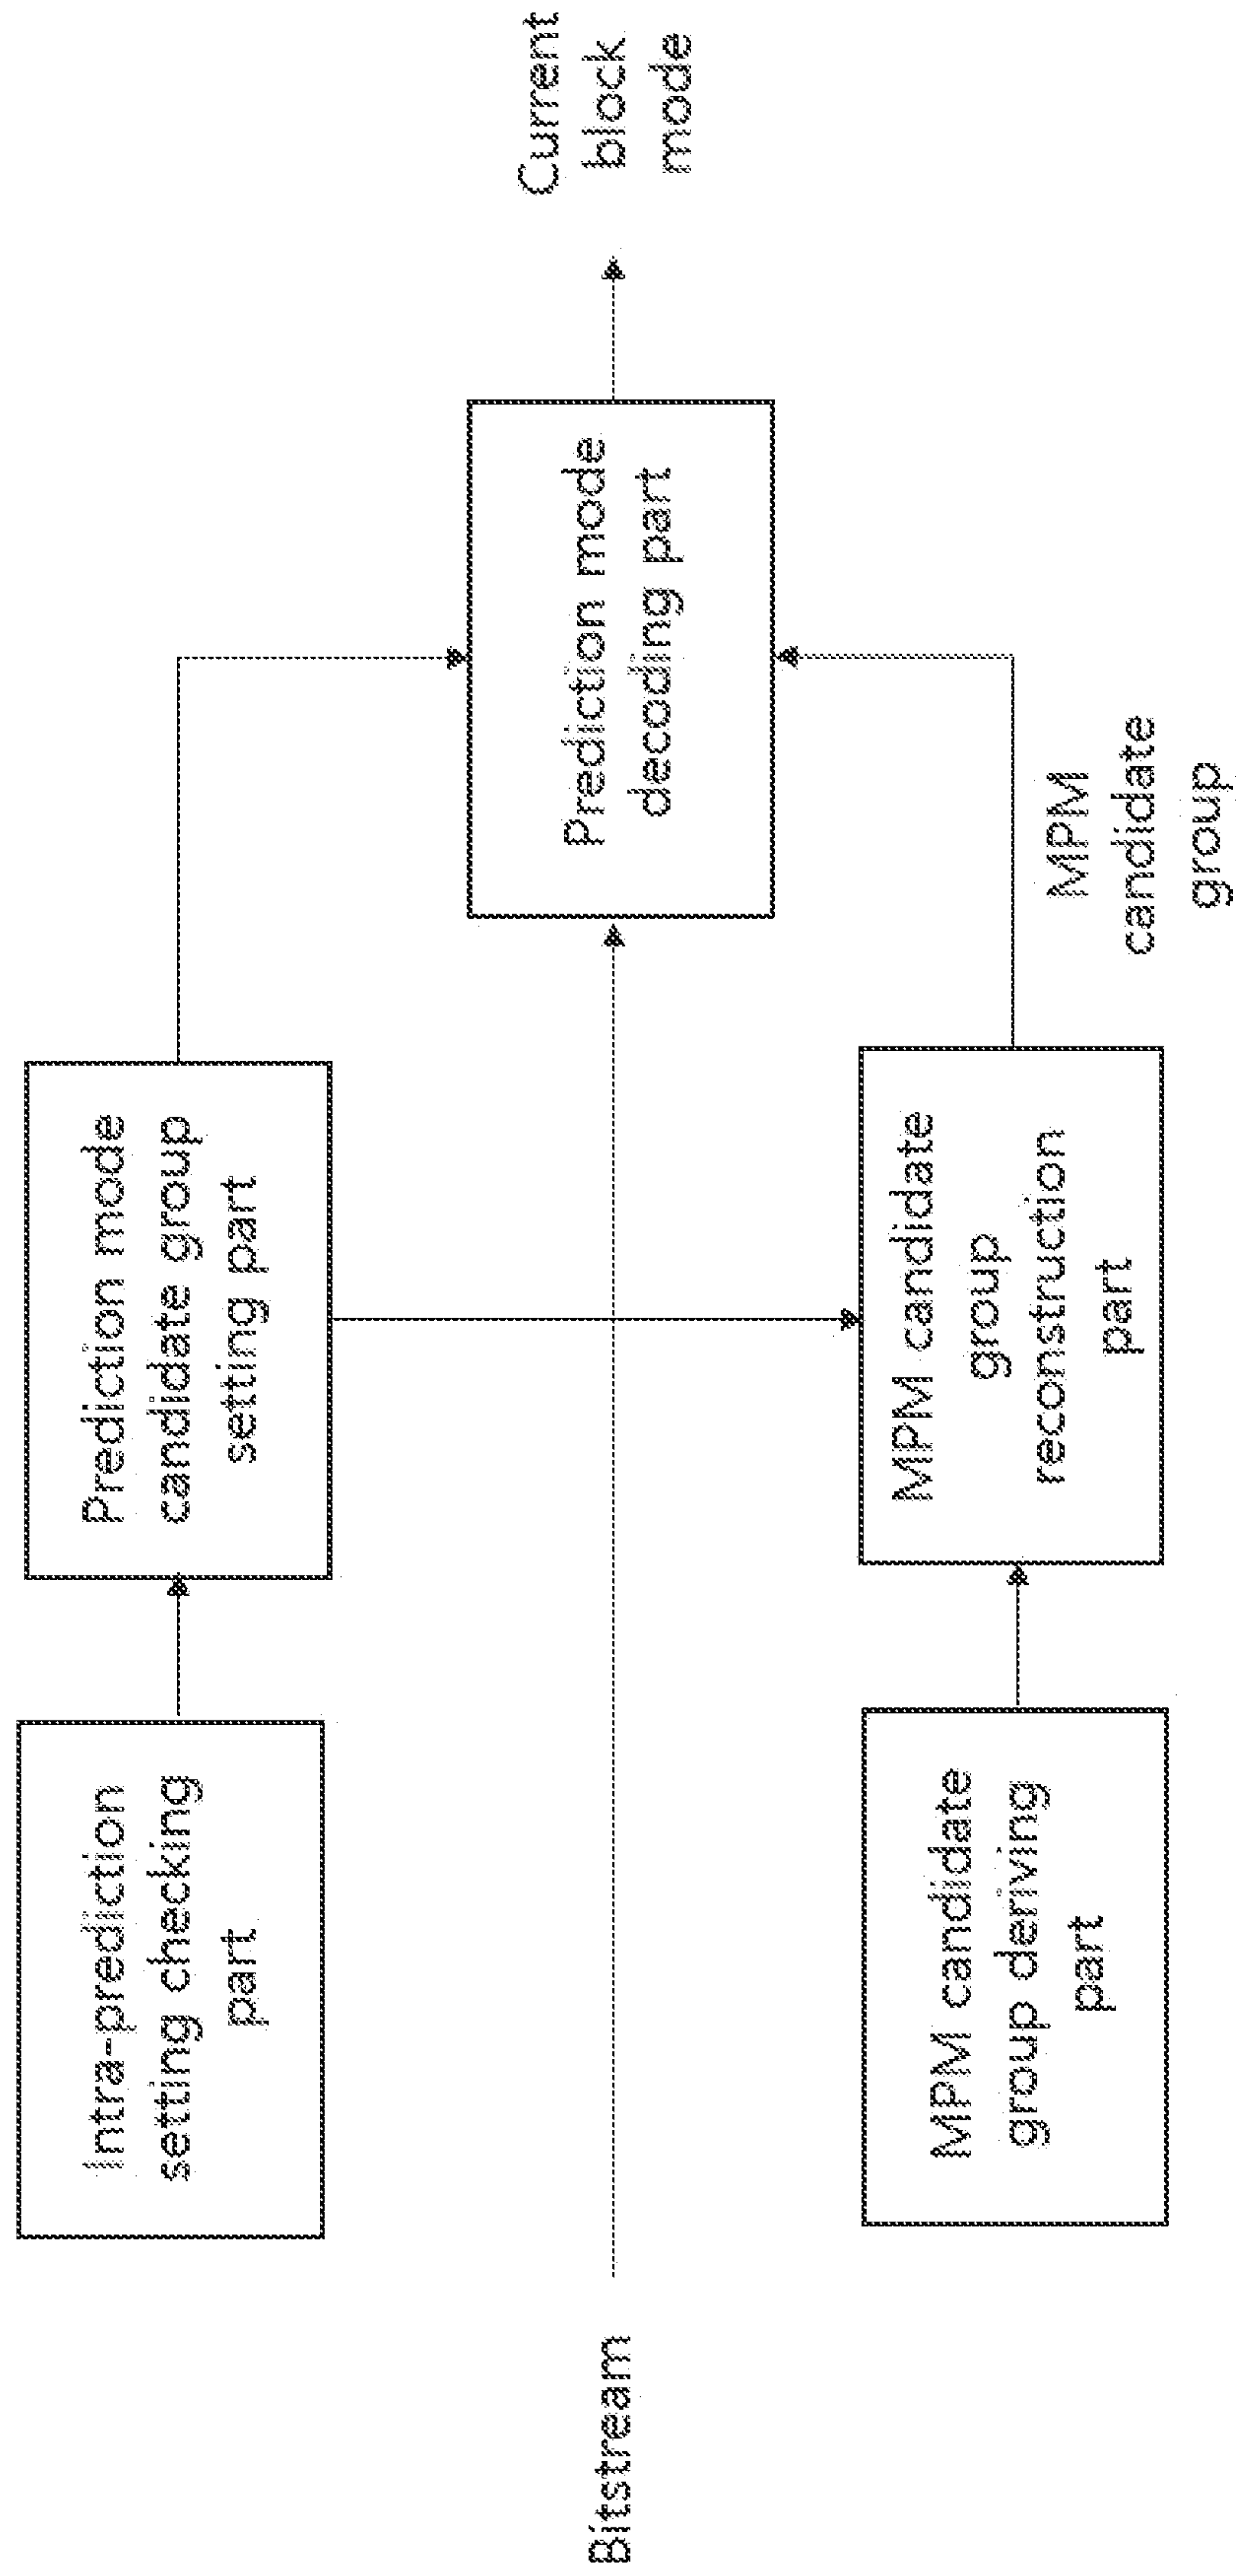 Intra-prediction
setting checking
part
Prediction mode
candidate group
setting part
Bitstream
Prediction mode
decoding part
Current
block
mode
MPM candidate
group deriving
part
MPM candidate
group
reconstruction
part
MPM
candidate
group